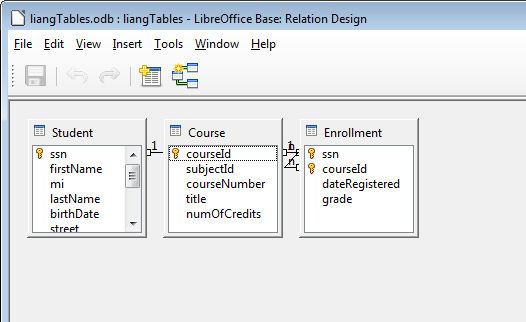 liangTables.odb : liangTables - LibreOffice Base: Relation Design
File Edit View Insert Tools Window Help
Student
ssn
firstName
mi
lastName
birthDate
street
1
Course
courseId
subjectId
courseNumber
title
numOfCredits
1
n
n
Enrollment
ssn
courseId
dateRegistered
grade